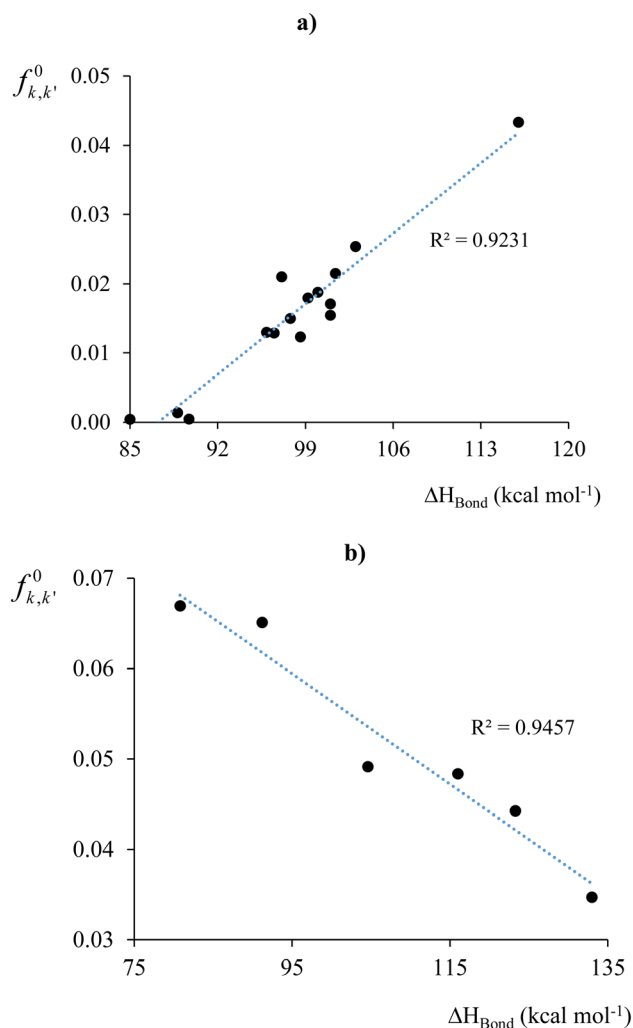 a)
f⁰ₖ,ₖ'
0.05
0.04
0.03
0.02
0.01
0.00
R² = 0.9231
85 92 99 106 113 120
ΔH_Bond (kcal mol⁻¹)
b)
f⁰ₖ,ₖ'
0.07
0.06
0.05
0.04
0.03
R² = 0.9457
75 95 115 135
ΔH_Bond (kcal mol⁻¹)